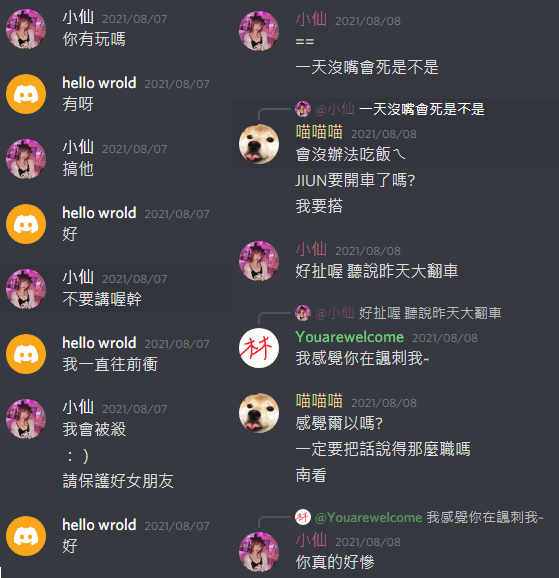 小仙 2021/08/07
你有玩嗎
hello wrold 2021/08/07
有呀
小仙 2021/08/07
搞他
hello wrold 2021/08/07
好
小仙 2021/08/07
不要講喔幹
hello wrold 2021/08/07
我一直往前衝
小仙 2021/08/07
我會被殺
：）
請保護好女朋友
hello wrold 2021/08/07
好
小仙 2021/08/08
==
一天沒嘴會死是不是
@小仙 一天沒嘴會死是不是
喵喵喵 2021/08/08
會沒辦法吃飯ㄟ
JIUN要開車了嗎?
我要搭
小仙 2021/08/08
好扯喔 聽說昨天大翻車
@小仙 好扯喔 聽說昨天大翻車
Youarewelcome 2021/08/08
我感覺你在諷刺我~
喵喵喵 2021/08/08
感覺爾以嗎?
一定要把話說得那麼職嗎
南看
@Youarewelcome 我感覺你在諷刺我~
小仙 2021/08/08
你真的好慘